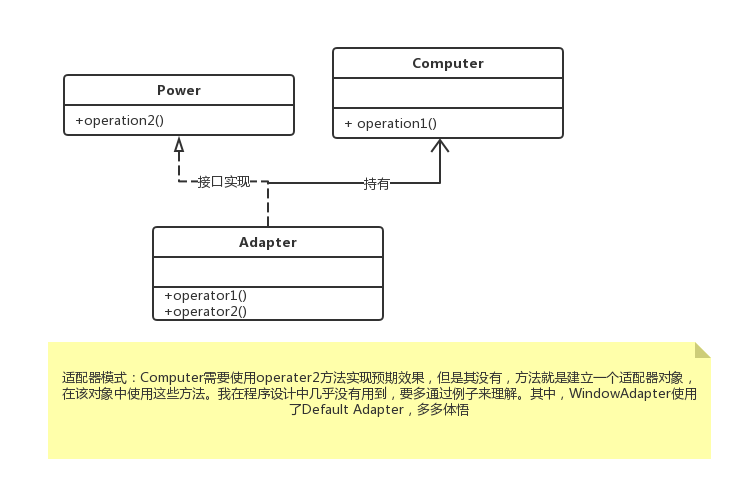 Power
+operation2()
Computer
+ operation1()
接口实现
持有
Adapter
+operator1()
+operator2()
适配器模式：Computer需要使用operater2方法实现预期效果，但是其没有，方法就是建立一个适配器对象，
在该对象中使用这些方法。我在程序设计中几乎没有用到，要多通过例子来理解。其中，WindowAdapter使用
了Default Adapter，多多体悟